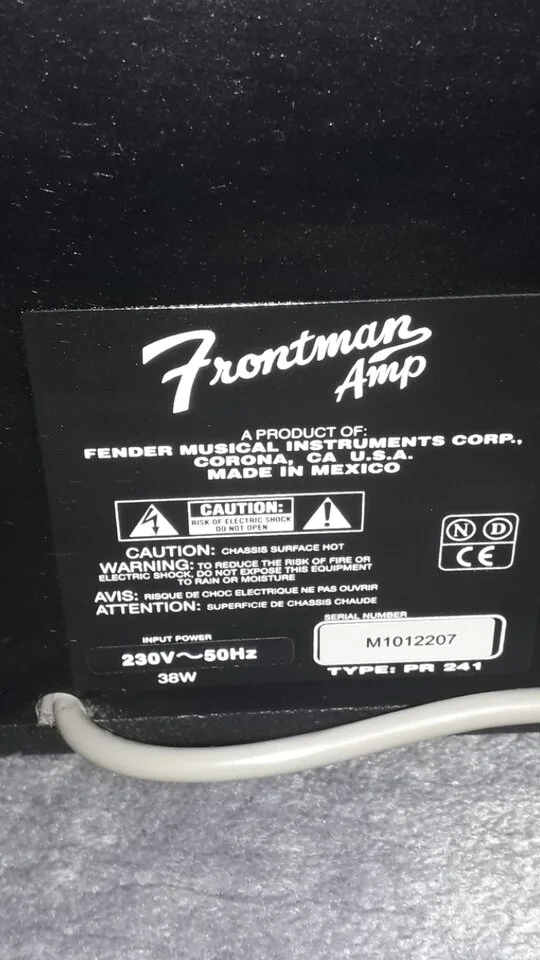 Frontman
Amp
A PRODUCT OF:
FENDER MUSICAL INSTRUMENTS CORP.,
CORONA, CA U.S.A.
MADE IN MEXICO
CAUTION:
RISK OF ELECTRIC SHOCK
DO NOT OPEN
CAUTION: CHASSIS SURFACE HOT
WARNING: TO REDUCE THE RISK OF FIRE OR
ELECTRIC SHOCK, DO NOT EXPOSE THIS EQUIPMENT
TO RAIN OR MOISTURE
AVIS: RISQUE DE CHOC ELECTRIQUE NE PAS OUVRIR
ATTENTION: SUPERFICIE DE CHASSIS CHAUDE
N D
CE
INPUT POWER
230V~50Hz
38W
SERIAL NUMBER
M1012207
TYPE: PR 241